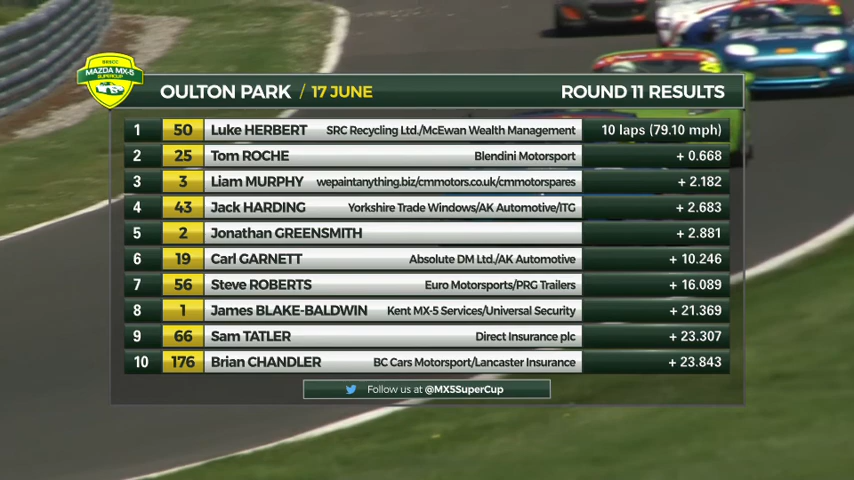 BRSCC
MAZDA MX-5
SUPERCUP
OULTON PARK / 17 JUNE ROUND 11 RESULTS
1 50 Luke HERBERT SRC Recycling Ltd./McEwan Wealth Management 10 laps (79.10 mph)
2 25 Tom ROCHE Blendini Motorsport + 0.668
3 3 Liam MURPHY wepaintanything.biz/cmmotors.co.uk/cmmotorspares + 2.182
4 43 Jack HARDING Yorkshire Trade Windows/AK Automotive/ITG + 2.683
5 2 Jonathan GREENSMITH + 2.881
6 19 Carl GARNETT Absolute DM Ltd./AK Automotive + 10.246
7 56 Steve ROBERTS Euro Motorsports/PRG Trailers + 16.089
8 1 James BLAKE-BALDWIN Kent MX-5 Services/Universal Security + 21.369
9 66 Sam TATLER Direct Insurance plc + 23.307
10 176 Brian CHANDLER BC Cars Motorsport/Lancaster Insurance + 23.843
Follow us at @MX5SuperCup